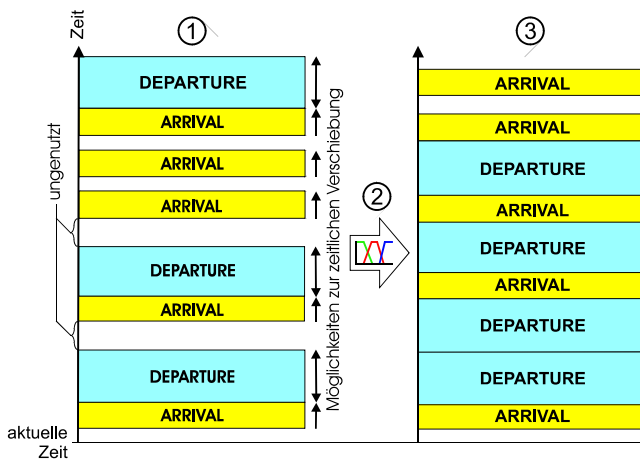 Zeit
1
DEPARTURE
ARRIVAL
ARRIVAL
ARRIVAL
DEPARTURE
ARRIVAL
DEPARTURE
ARRIVAL
ungenutzt
aktuelle
Zeit
Möglichkeiten zur zeitlichen Verschiebung
2
3
ARRIVAL
ARRIVAL
DEPARTURE
ARRIVAL
DEPARTURE
ARRIVAL
DEPARTURE
DEPARTURE
ARRIVAL